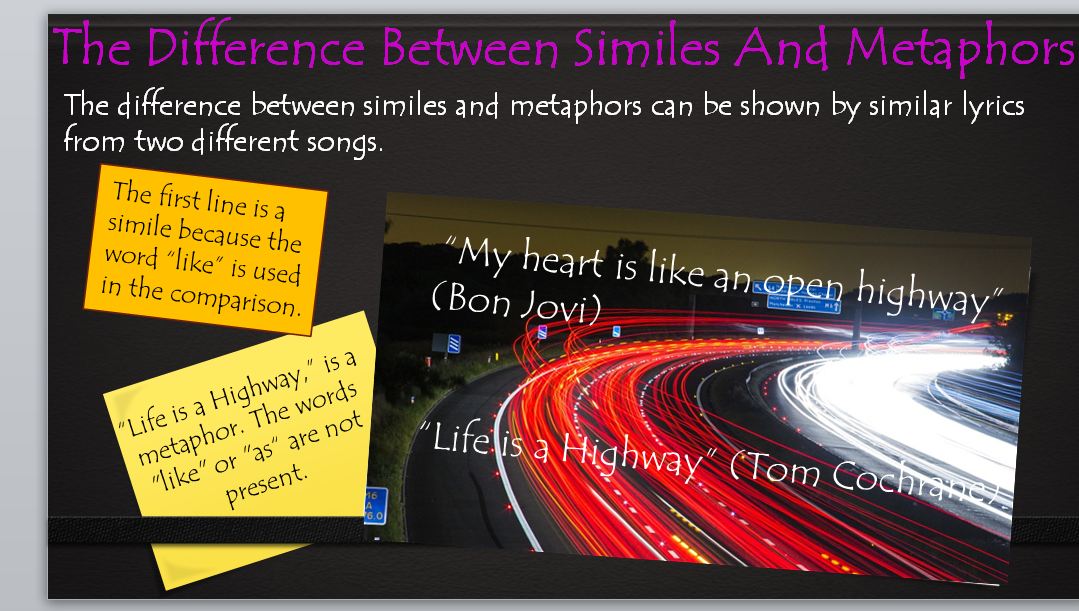 The Difference Between Similes And Metaphors
The difference between similes and metaphors can be shown by similar lyrics
from two different songs.
The first line is a
simile because the
word “like” is used
in the comparison.
“My heart is like an open highway”
(Bon Jovi)
“Life is a Highway,” is a
metaphor. The words
“like” or “as” are not
present.
“Life is a Highway” (Tom Cochrane)